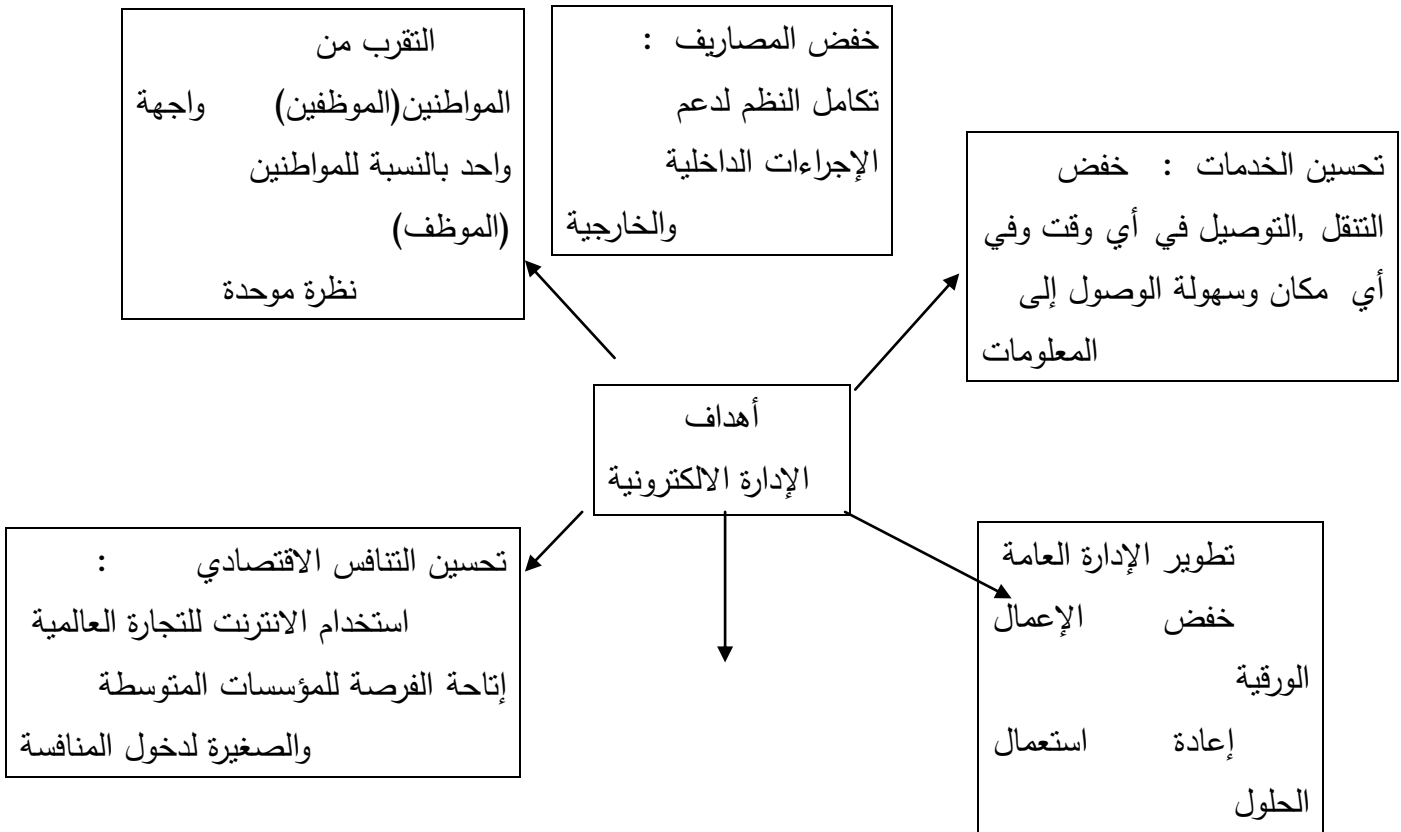 خفض المصاريف :
تكامل النظم لدعم
الإجراءات الداخلية
والخارجية
التقرب من
المواطنين(الموظفين) واجهة
واحد بالنسبة للمواطنين
(الموظف)
نظرة موحدة
تحسين الخدمات : خفض
التنقل ,التوصيل في أي وقت وفي
أي مكان وسهولة الوصول إلى
المعلومات
أهداف
الإدارة الالكترونية
تطوير الإدارة العامة
خفض الإعمال
الورقية
إعادة استعمال
الحلول
تحسين التنافس الاقتصادي :
استخدام الانترنت للتجارة العالمية
إتاحة الفرصة للمؤسسات المتوسطة
والصغيرة لدخول المنافسة